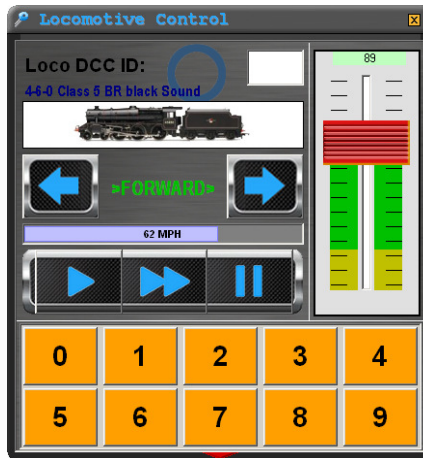 Locomotive Control
Loco DCC ID:
4-6-0 Class 5 BR black Sound
89
»FORWARD»
62 MPH
0 1 2 3 4
5 6 7 8 9